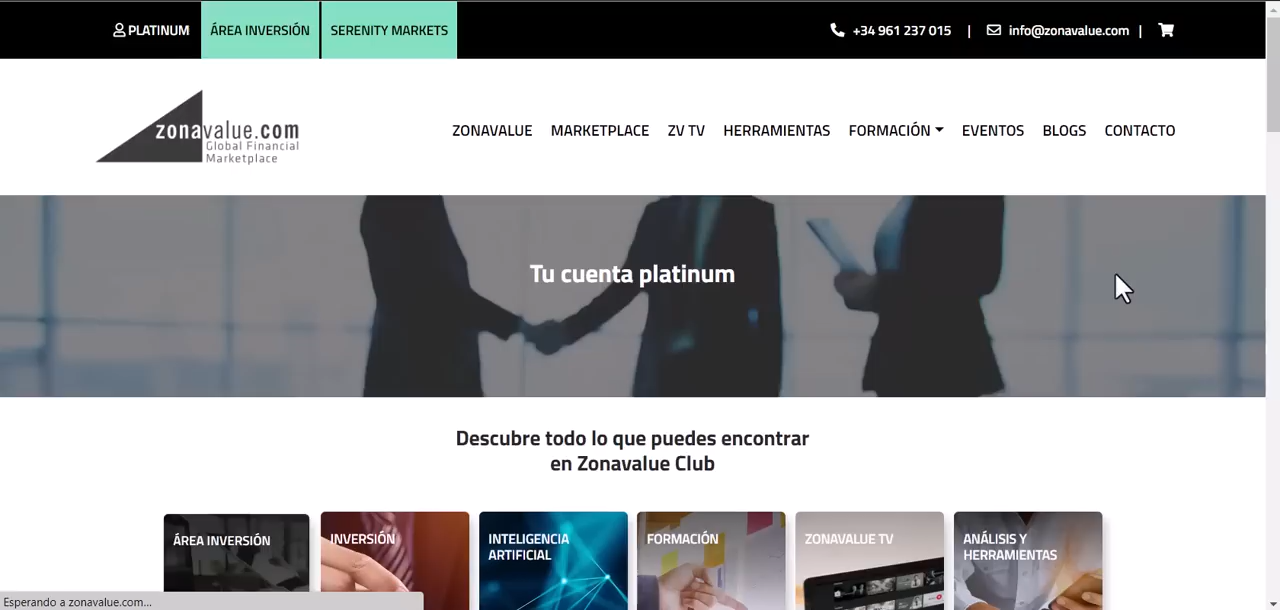 PLATINUM
ÁREA INVERSIÓN
SERENITY MARKETS
+34 961 237 015 | info@zonavalue.com |
zonavalue.com
Global Financial
Marketplace
ZONAVALUE MARKETPLACE ZV TV HERRAMIENTAS FORMACIÓN EVENTOS BLOGS CONTACTO
Tu cuenta platinum
Descubre todo lo que puedes encontrar
en Zonavalue Club
ÁREA INVERSIÓN
INVERSIÓN
INTELIGENCIA
ARTIFICIAL
FORMACIÓN
ZONAVALUE TV
ANÁLISIS Y
HERRAMIENTAS
Esperando a zonavalue.com...